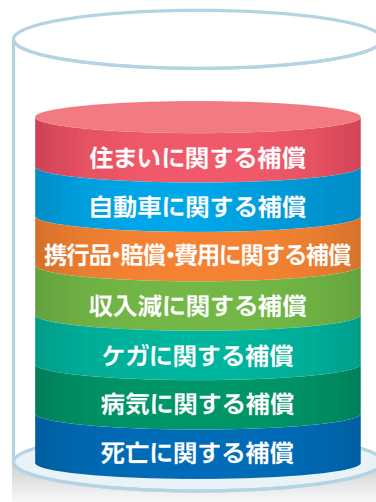 住まいに関する補償
自動車に関する補償
携行品・賠償・費用に関する補償
収入減に関する補償
ケガに関する補償
病気に関する補償
死亡に関する補償